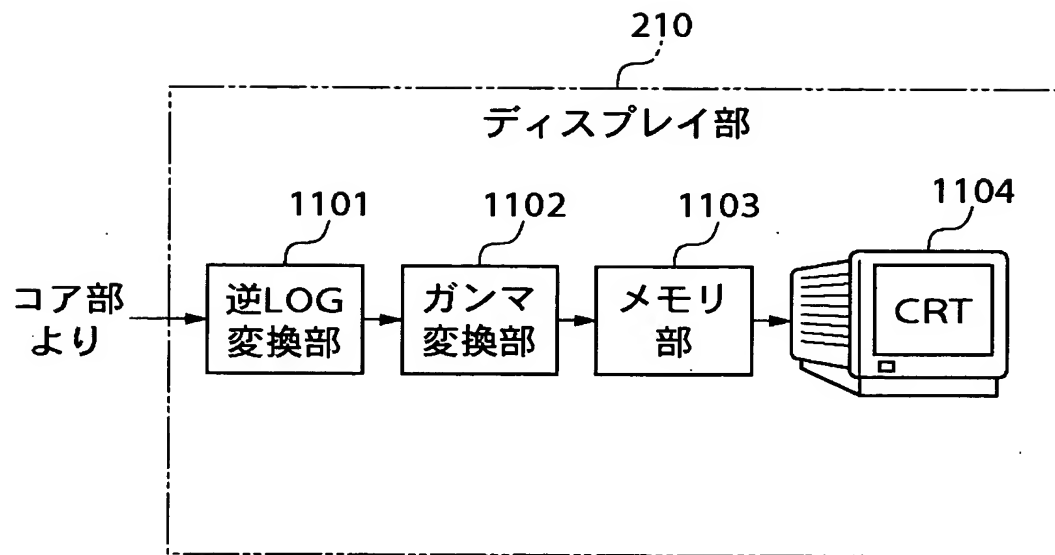 210
ディスプレイ部
1101
1102
1103
1104
コア部
より
逆LOG
変換部
ガンマ
変換部
メモリ
部
CRT